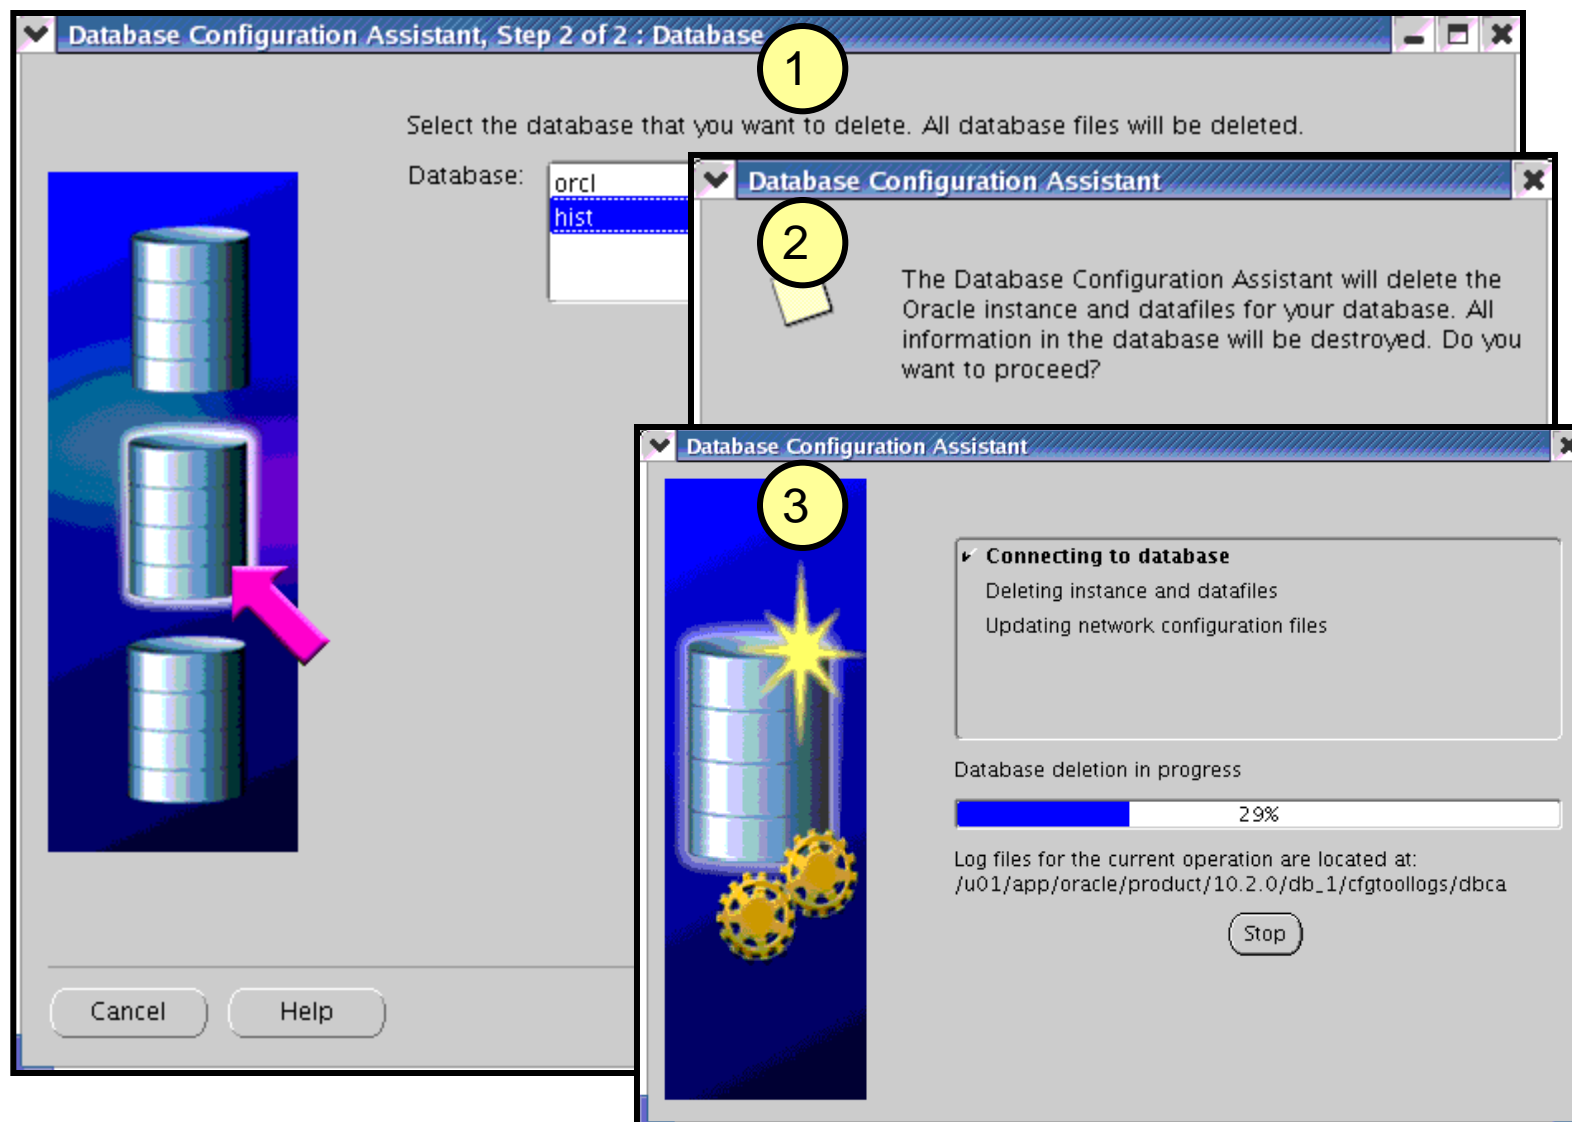 Database Configuration Assistant, Step 2 of 2 : Database
1
Select the database that you want to delete. All database files will be deleted.
Database:
orcl
hist
Cancel
Help
Database Configuration Assistant
2
The Database Configuration Assistant will delete the
Oracle instance and datafiles for your database. All
information in the database will be destroyed. Do you
want to proceed?
Database Configuration Assistant
3
Connecting to database
Deleting instance and datafiles
Updating network configuration files
Database deletion in progress
29%
Log files for the current operation are located at:
/u01/app/oracle/product/10.2.0/db_1/cfgtoollogs/dbca
Stop